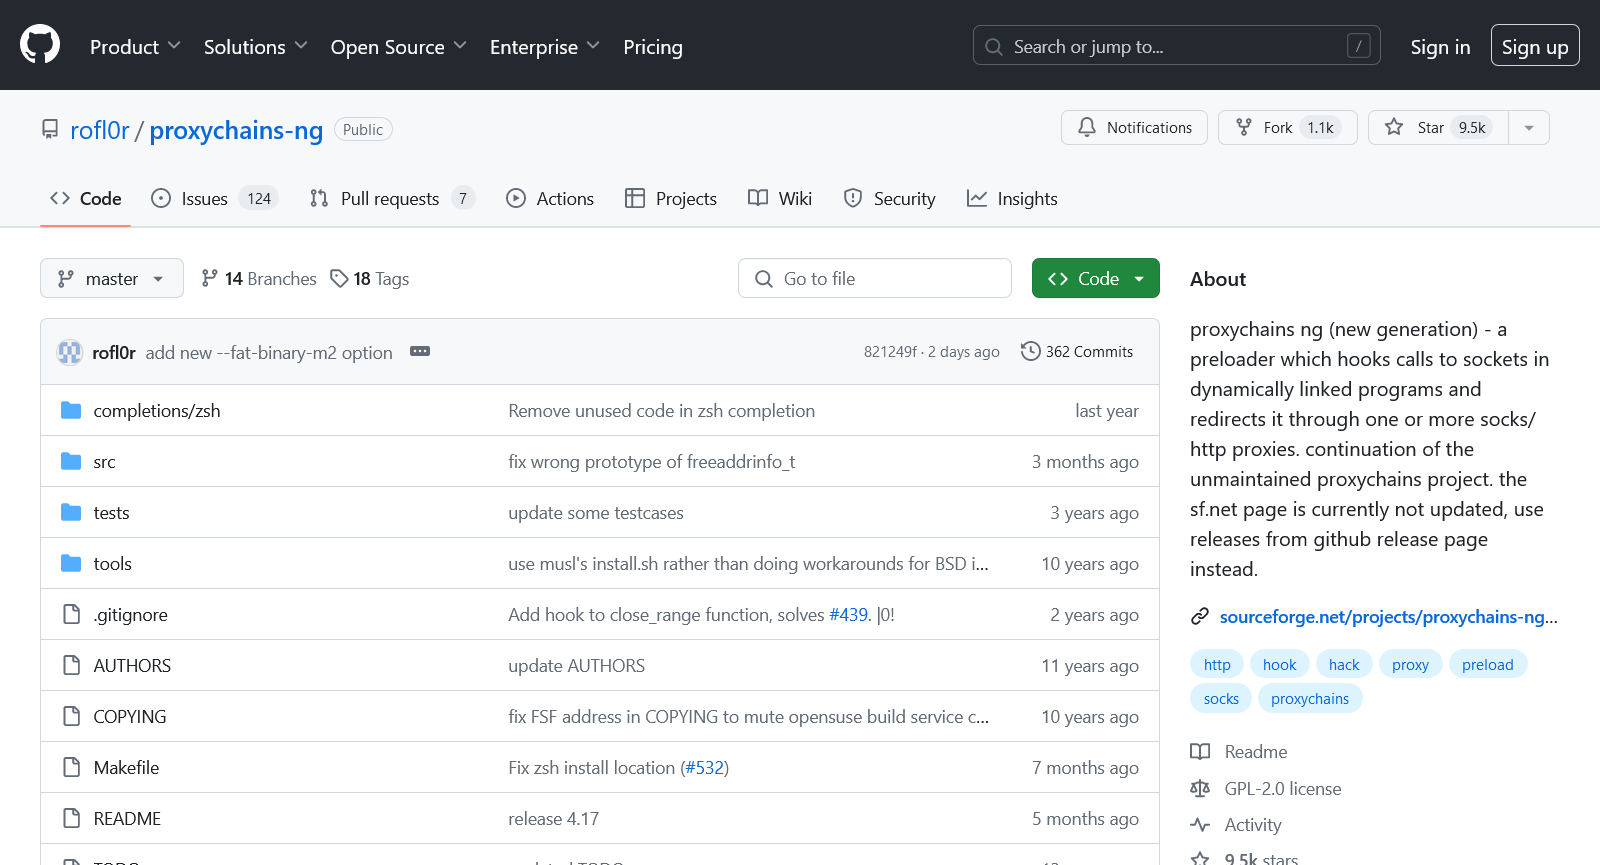 Product Solutions Open Source Enterprise Pricing Search or jump to... / Sign in Sign up
rofl0r / proxychains-ng Public Notifications Fork 1.1k Star 9.5k
Code Issues 124 Pull requests 7 Actions Projects Wiki Security Insights
master 14 Branches 18 Tags Go to file Code
rofl0r add new --fat-binary-m2 option 821249f · 2 days ago 362 Commits
completions/zsh Remove unused code in zsh completion last year
src fix wrong prototype of freeaddrinfo_t 3 months ago
tests update some testcases 3 years ago
tools use musl's install.sh rather than doing workarounds for BSD i... 10 years ago
.gitignore Add hook to close_range function, solves #439. |0! 2 years ago
AUTHORS update AUTHORS 11 years ago
COPYING fix FSF address in COPYING to mute opensuse build service c... 10 years ago
Makefile Fix zsh install location (#532) 7 months ago
README release 4.17 5 months ago
About
proxychains ng (new generation) - a
preloader which hooks calls to sockets in
dynamically linked programs and
redirects it through one or more socks/
http proxies. continuation of the
unmaintained proxychains project. the
sf.net page is currently not updated, use
releases from github release page
instead.
sourceforge.net/projects/proxychains-ng...
http hook hack proxy preload
socks proxychains
Readme
GPL-2.0 license
Activity
9.5k stars